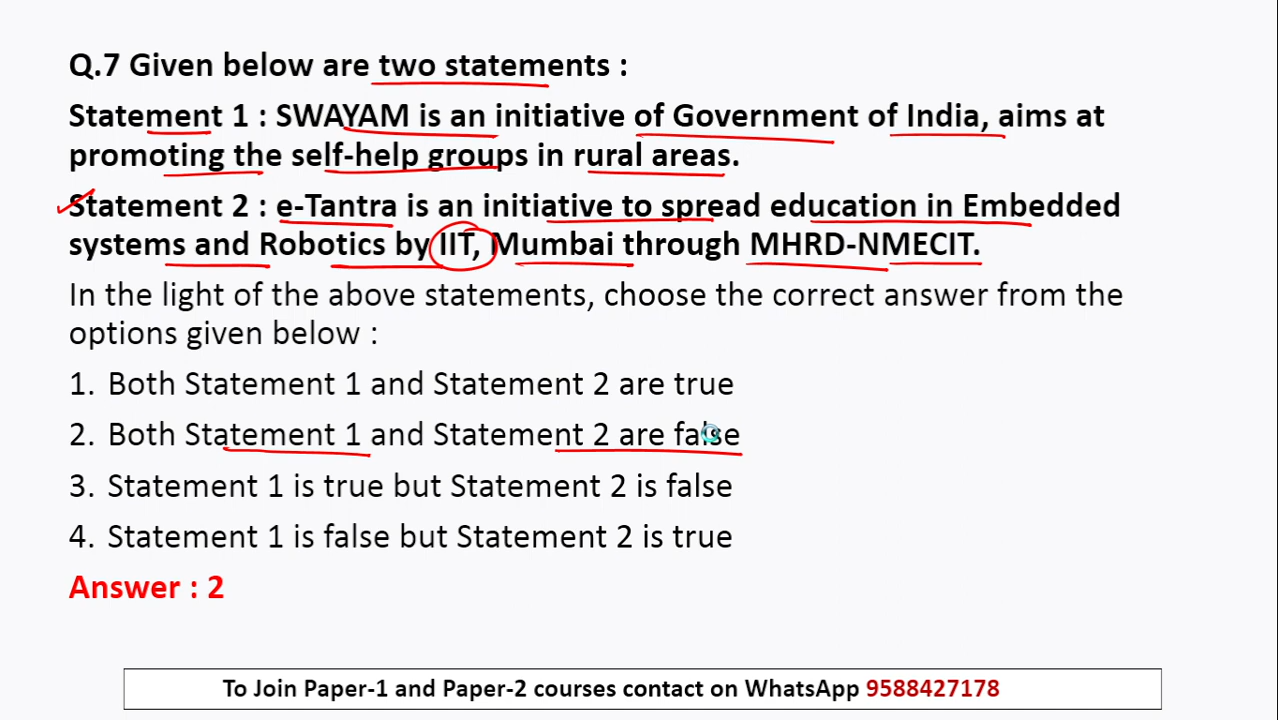 Q.7 Given below are two statements :
Statement 1 : SWAYAM is an initiative of Government of India, aims at
promoting the self-help groups in rural areas.
Statement 2 : e-Tantra is an initiative to spread education in Embedded
systems and Robotics by IIT, Mumbai through MHRD-NMECIT.
In the light of the above statements, choose the correct answer from the
options given below :
1. Both Statement 1 and Statement 2 are true
2. Both Statement 1 and Statement 2 are false
3. Statement 1 is true but Statement 2 is false
4. Statement 1 is false but Statement 2 is true
Answer : 2
To Join Paper-1 and Paper-2 courses contact on WhatsApp 9588427178